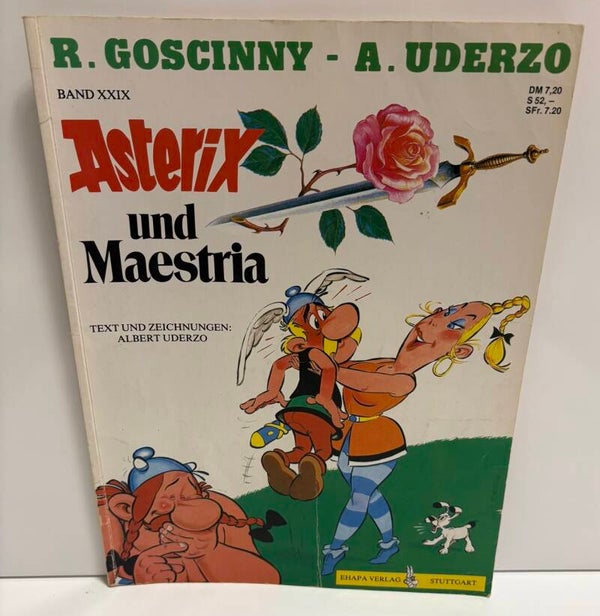 R. GOSCINNY - A. UDERZO
BAND XXIX
DM 7,20
S 52,–
SFr. 7.20
Asterix
und
Maestria
TEXT UND ZEICHNUNGEN:
ALBERT UDERZO
EHAPA VERLAG STUTTGART